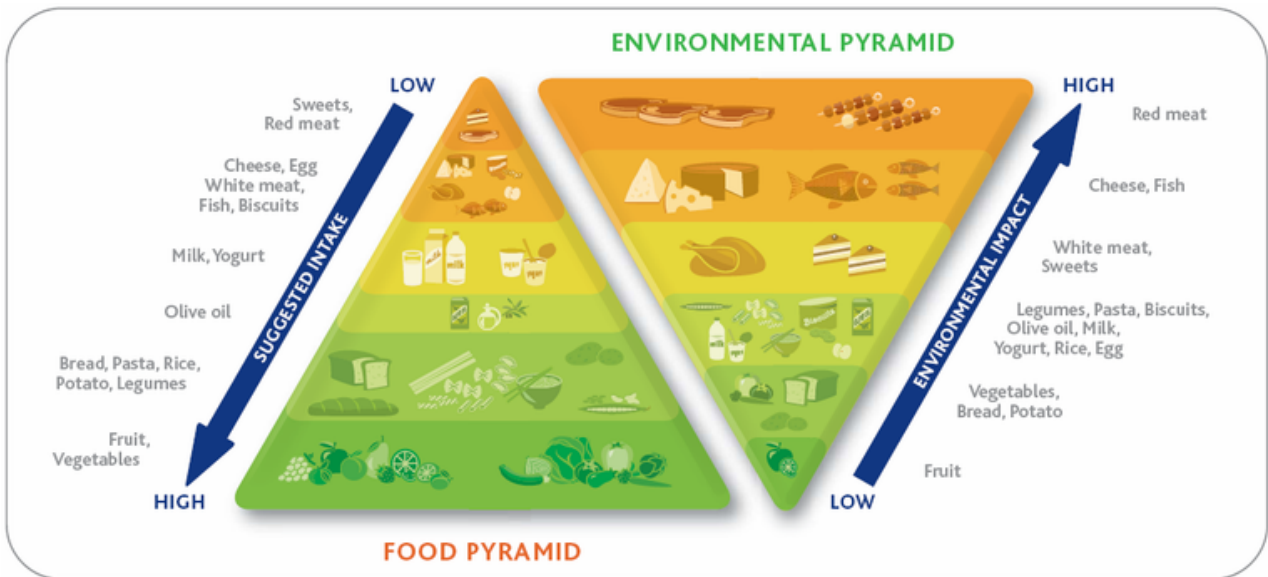 ENVIRONMENTAL PYRAMID
LOW
Sweets,
Red meat
Cheese, Egg
White meat,
Fish, Biscuits
Milk, Yogurt
Olive oil
Bread, Pasta, Rice,
Potato, Legumes
Fruit,
Vegetables
HIGH
SUGGESTED INTAKE
FOOD PYRAMID
HIGH
Red meat
Cheese, Fish
White meat,
Sweets
Legumes, Pasta, Biscuits,
Olive oil, Milk,
Yogurt, Rice, Egg
Vegetables,
Bread, Potato
Fruit
LOW
ENVIRONMENTAL IMPACT
Biscuits